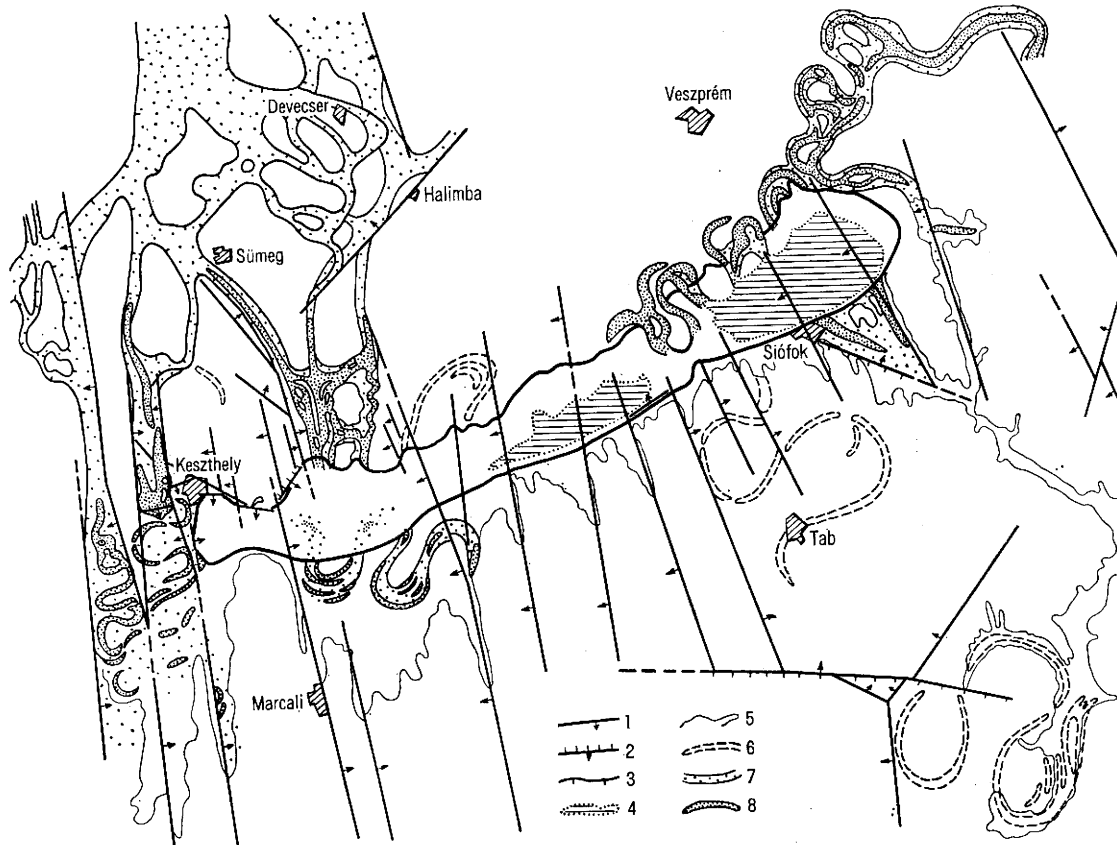 Veszprém
Devecser
Halimba
Sümeg
Siófok
Keszthely
Tab
Marcali
1
2
3
4
5
6
7
8